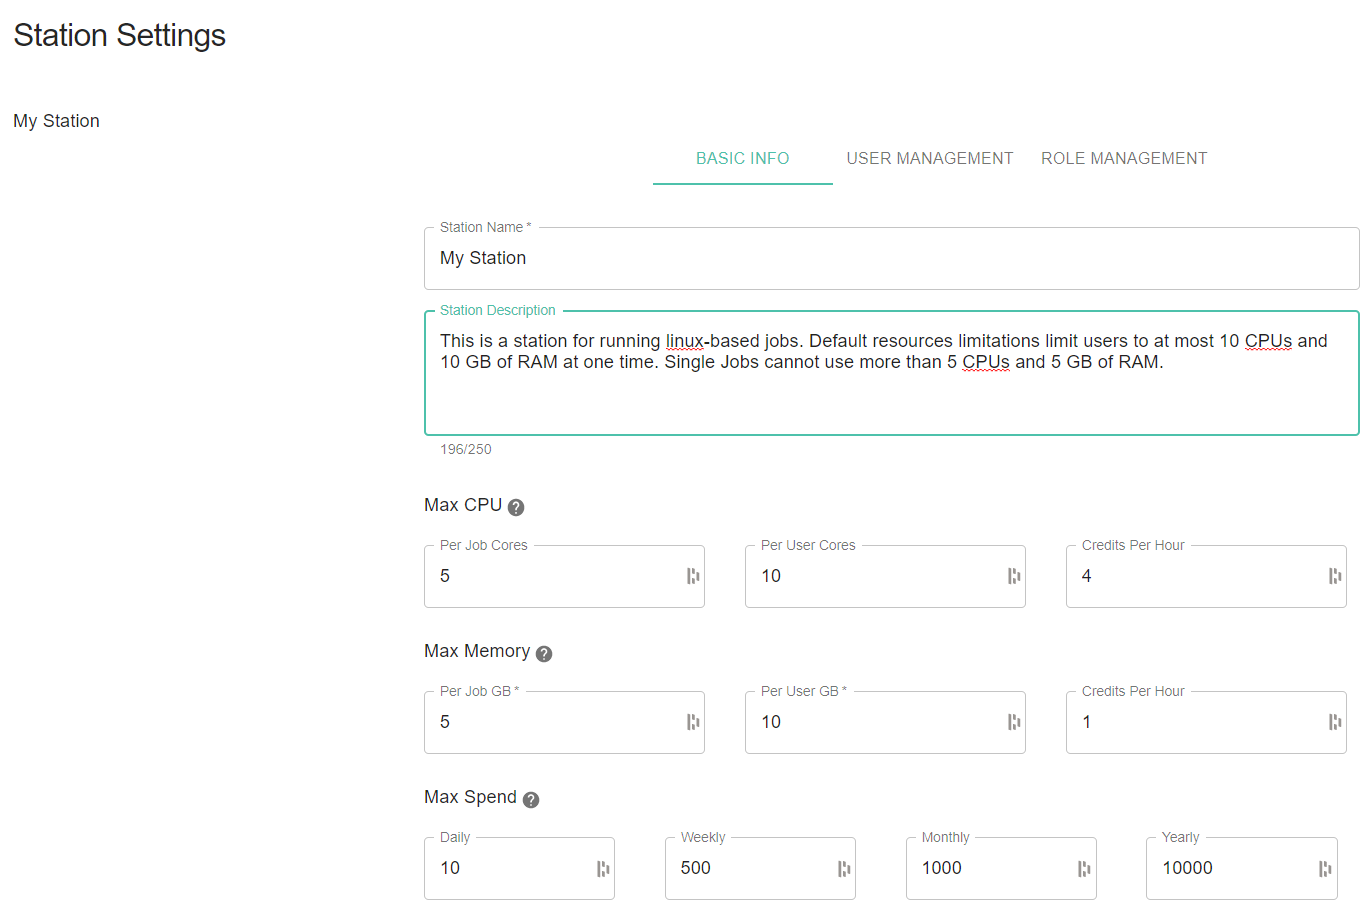 Station Settings
My Station
BASIC INFO
USER MANAGEMENT
ROLE MANAGEMENT
Station Name *
My Station
Station Description
This is a station for running linux-based jobs. Default resources limitations limit users to at most 10 CPUs and
10 GB of RAM at one time. Single Jobs cannot use more than 5 CPUs and 5 GB of RAM.
196/250
Max CPU ?
Per Job Cores
5
Per User Cores
10
Credits Per Hour
4
Max Memory ?
Per Job GB *
5
Per User GB *
10
Credits Per Hour
1
Max Spend ?
Daily
10
Weekly
500
Monthly
1000
Yearly
10000